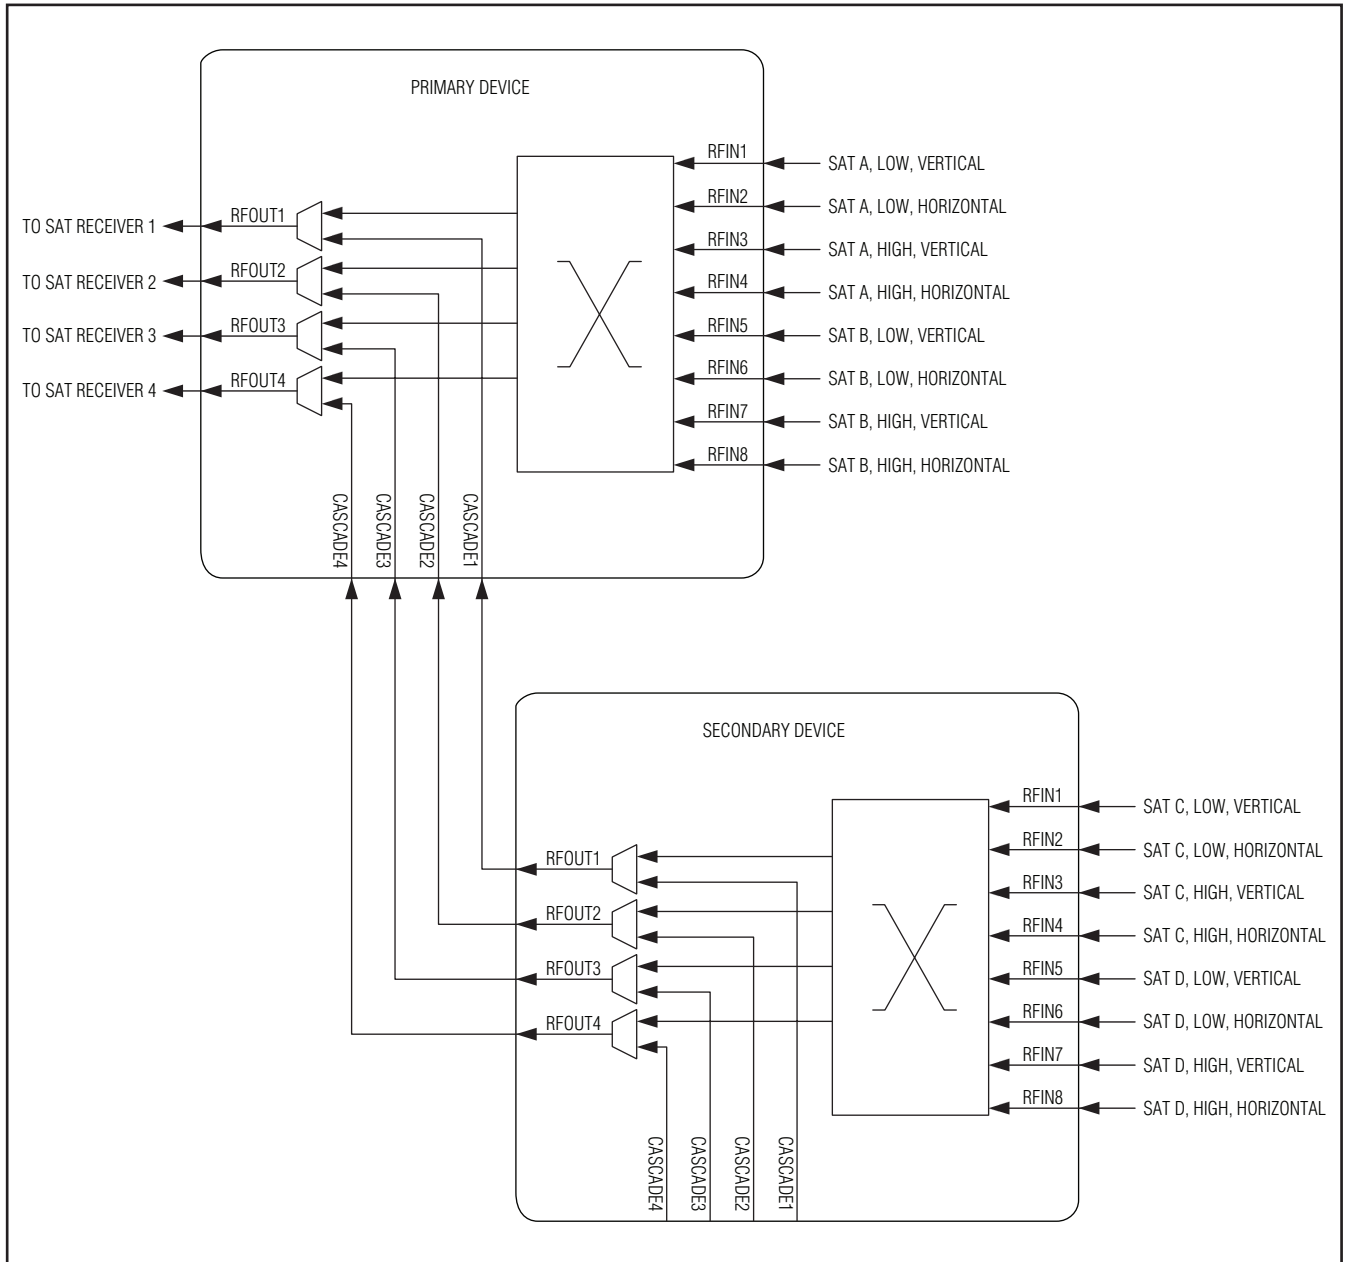 PRIMARY DEVICE
RFIN1
SAT A, LOW, VERTICAL
RFIN2
SAT A, LOW, HORIZONTAL
RFIN3
SAT A, HIGH, VERTICAL
RFIN4
SAT A, HIGH, HORIZONTAL
RFIN5
SAT B, LOW, VERTICAL
RFIN6
SAT B, LOW, HORIZONTAL
RFIN7
SAT B, HIGH, VERTICAL
RFIN8
SAT B, HIGH, HORIZONTAL
TO SAT RECEIVER 1
RFOUT1
TO SAT RECEIVER 2
RFOUT2
TO SAT RECEIVER 3
RFOUT3
TO SAT RECEIVER 4
RFOUT4
CASCADE4
CASCADE3
CASCADE2
CASCADE1
SECONDARY DEVICE
RFIN1
SAT C, LOW, VERTICAL
RFIN2
SAT C, LOW, HORIZONTAL
RFIN3
SAT C, HIGH, VERTICAL
RFIN4
SAT C, HIGH, HORIZONTAL
RFIN5
SAT D, LOW, VERTICAL
RFIN6
SAT D, LOW, HORIZONTAL
RFIN7
SAT D, HIGH, VERTICAL
RFIN8
SAT D, HIGH, HORIZONTAL
RFOUT1
RFOUT2
RFOUT3
RFOUT4
CASCADE4
CASCADE3
CASCADE2
CASCADE1